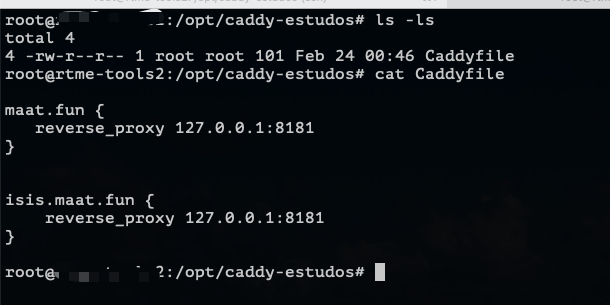 root@ :/opt/caddy-estudos# ls -ls
total 4
4 -rw-r--r-- 1 root root 101 Feb 24 00:46 Caddyfile
root@rtme-tools2:/opt/caddy-estudos# cat Caddyfile
maat.fun {
reverse_proxy 127.0.0.1:8181
}
isis.maat.fun {
reverse_proxy 127.0.0.1:8181
}
root@ 2:/opt/caddy-estudos#